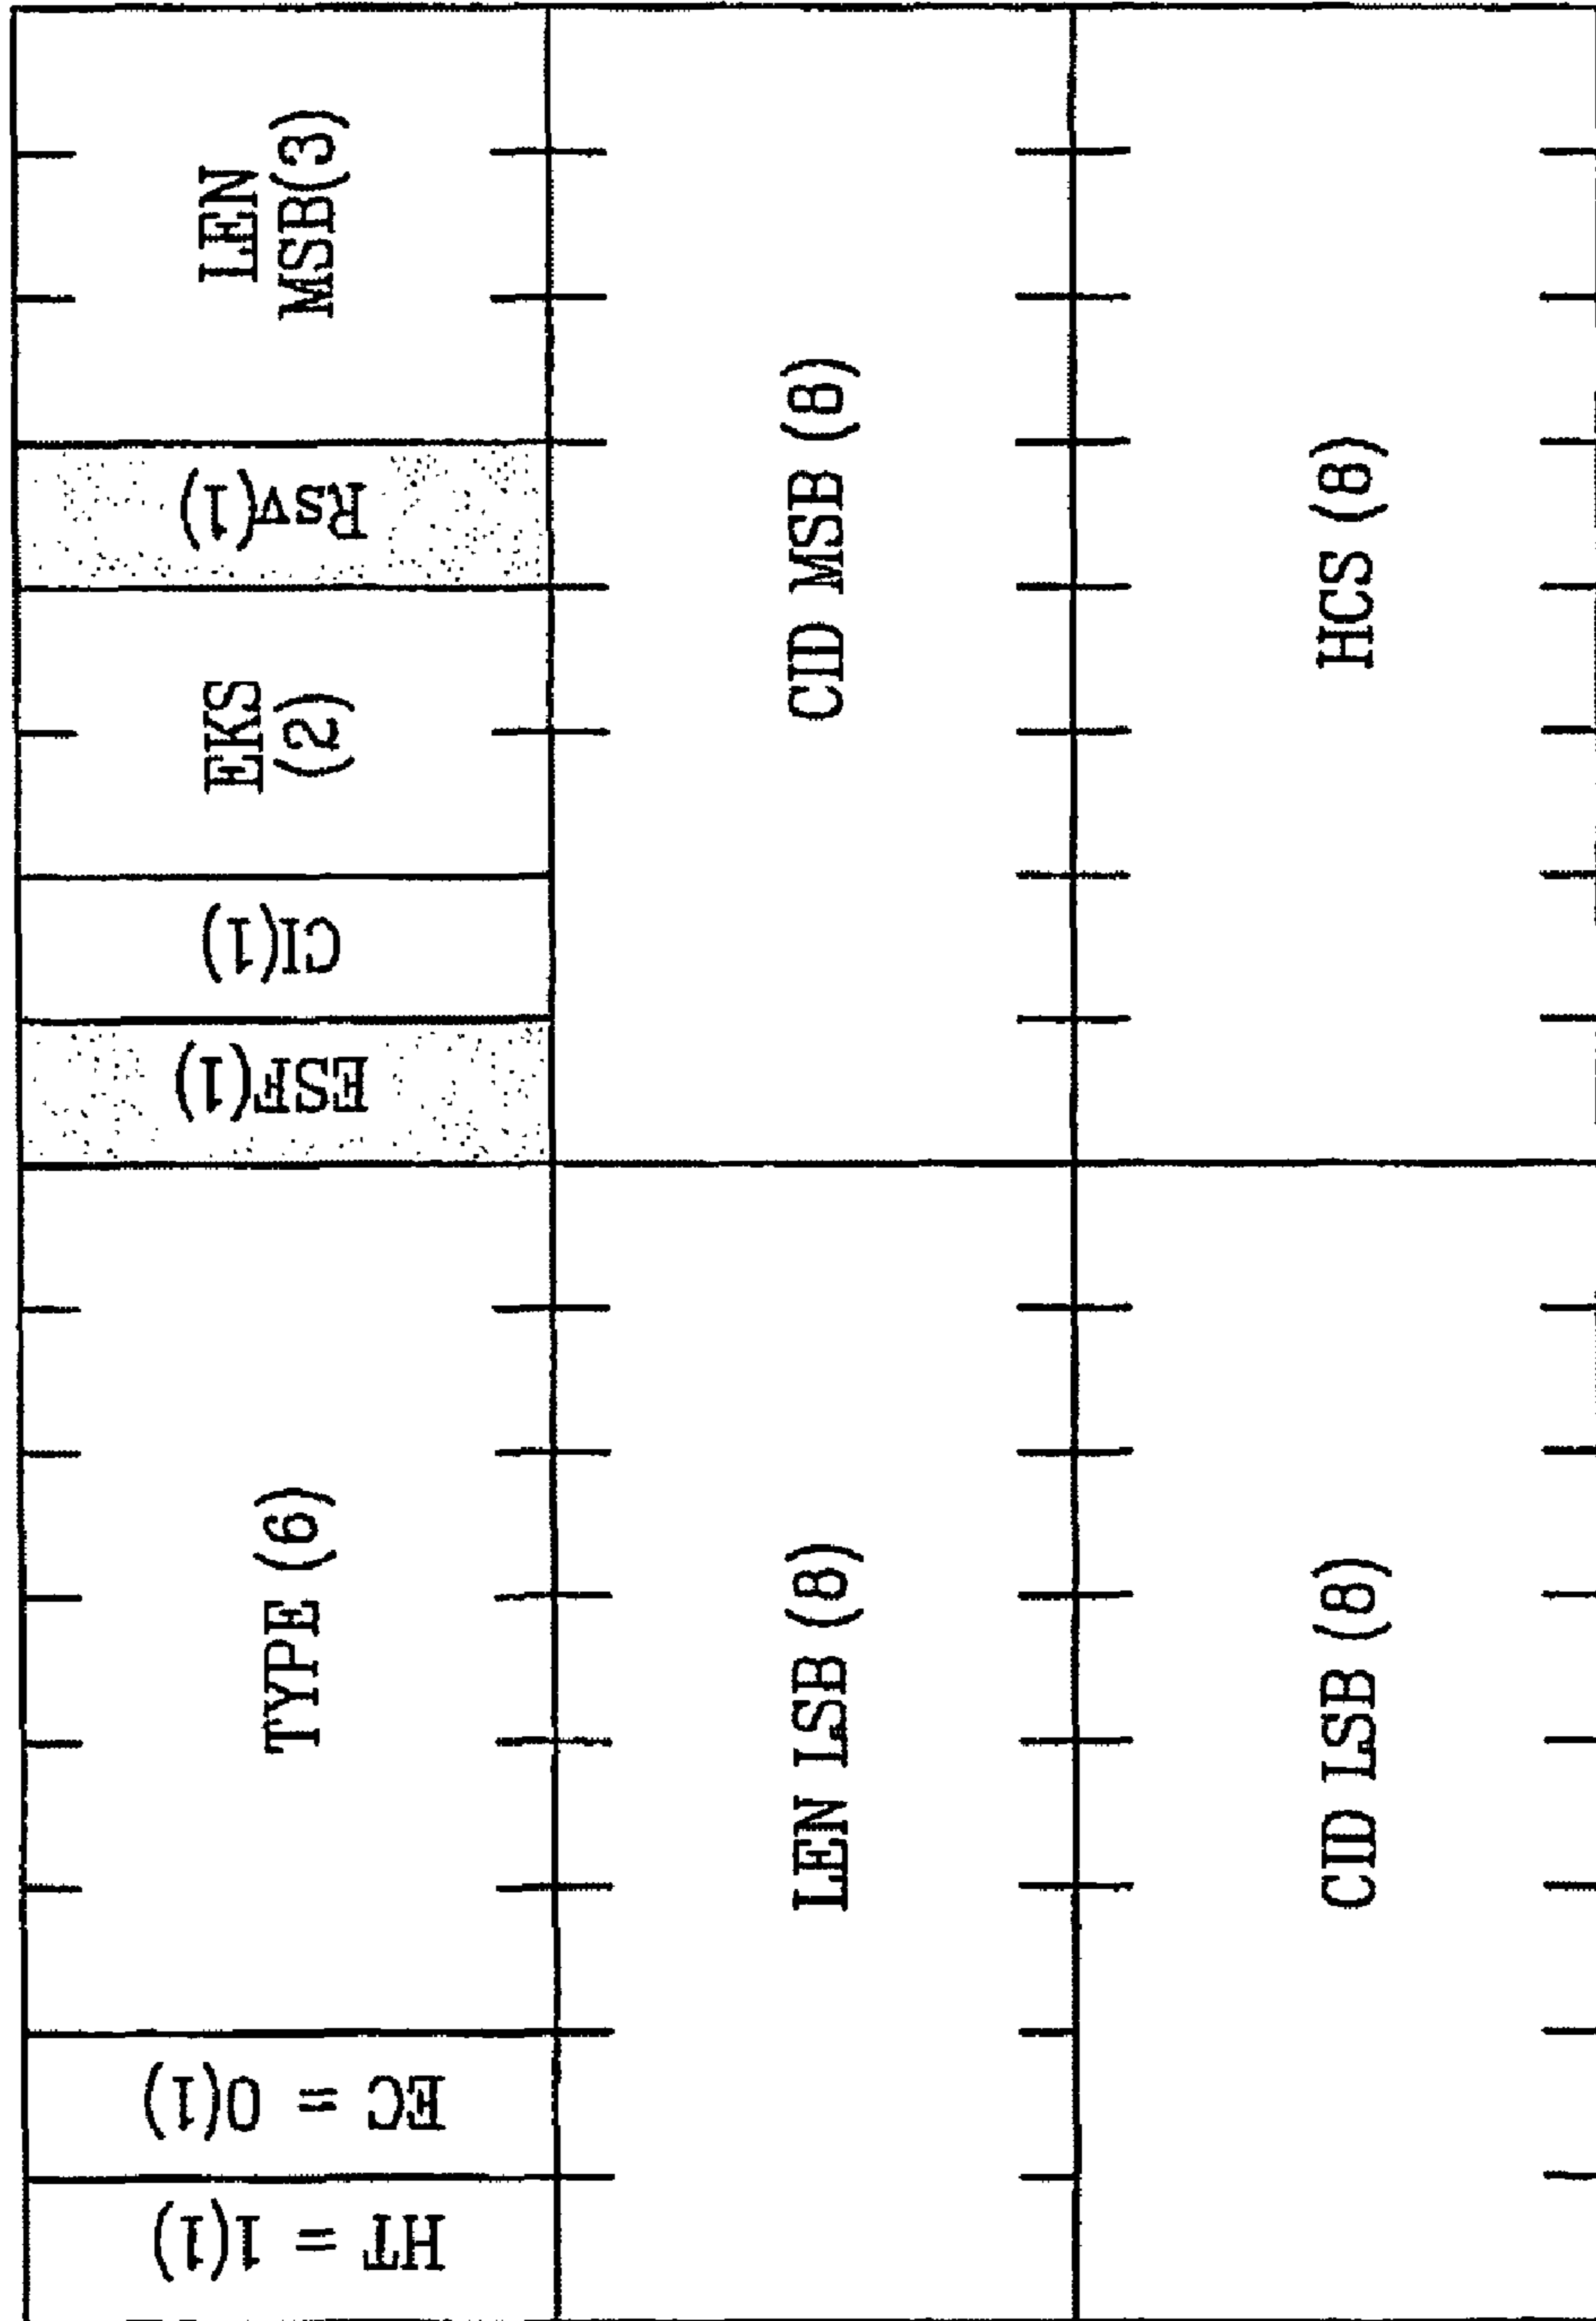 HT = 1(1)
EC = 0(1)
TYPE (6)
ESF(1)
CI(1)
EKS
(2)
Rsv(1)
LEN
MSB(3)
LEN LSB (8)
CID MSB (8)
CID LSB (8)
HCS (8)